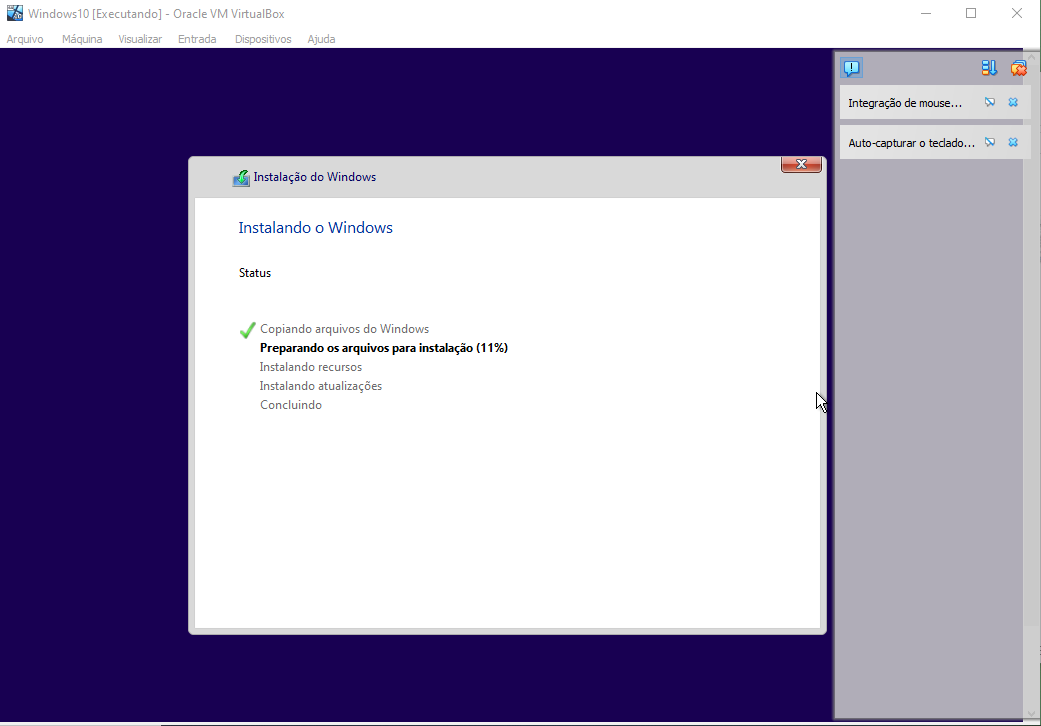 Windows10 [Executando] - Oracle VM VirtualBox
Arquivo Máquina Visualizar Entrada Dispositivos Ajuda
Integração de mouse...
Auto-capturar o teclado...
Instalação do Windows
Instalando o Windows
Status
Copiando arquivos do Windows
Preparando os arquivos para instalação (11%)
Instalando recursos
Instalando atualizações
Concluindo